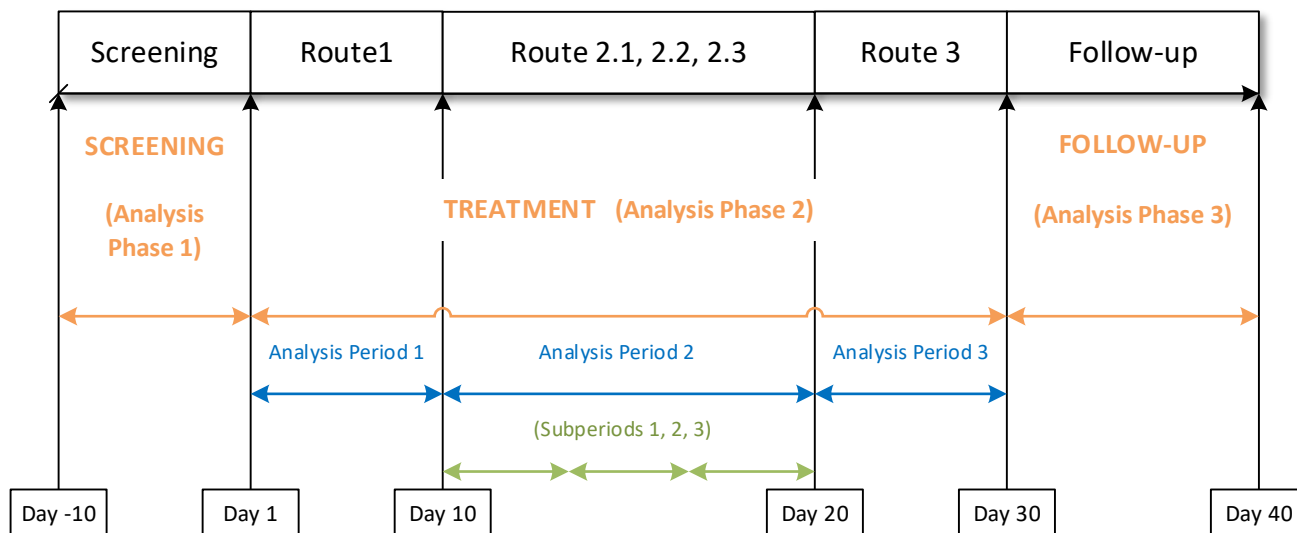 Screening
Route1
Route 2.1, 2.2, 2.3
Route 3
Follow-up
SCREENING
(Analysis
Phase 1)
TREATMENT (Analysis Phase 2)
FOLLOW-UP
(Analysis Phase 3)
Analysis Period 1
Analysis Period 2
Analysis Period 3
(Subperiods 1, 2, 3)
Day -10
Day 1
Day 10
Day 20
Day 30
Day 40